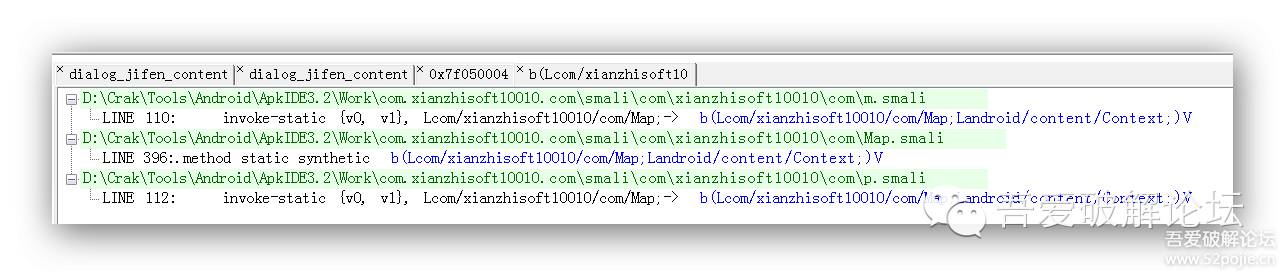 dialog_jifen_content dialog_jifen_content 0x7f050004 b(Lcom/xianzhisoft10
D:\Crak\Tools\Android\ApkIDE3.2\Work\com.xianzhisoft10010.com\smali\com\xianzhisoft10010\com\m.smali
LINE 110: invoke-static {v0, v1}, Lcom/xianzhisoft10010/com/Map;-> b(Lcom/xianzhisoft10010/com/Map;Landroid/content/Context;)V
D:\Crak\Tools\Android\ApkIDE3.2\Work\com.xianzhisoft10010.com\smali\com\xianzhisoft10010\com\Map.smali
LINE 396:.method static synthetic b(Lcom/xianzhisoft10010/com/Map;Landroid/content/Context;)V
D:\Crak\Tools\Android\ApkIDE3.2\Work\com.xianzhisoft10010.com\smali\com\xianzhisoft10010\com\p.smali
LINE 112: invoke-static {v0, v1}, Lcom/xianzhisoft10010/com/Map;-> b(Lcom/xianzhisoft10010/com/Map;Landroid/content/Context;)V
吾爱破解论坛
吾爱破解论坛
www.52pojie.cn